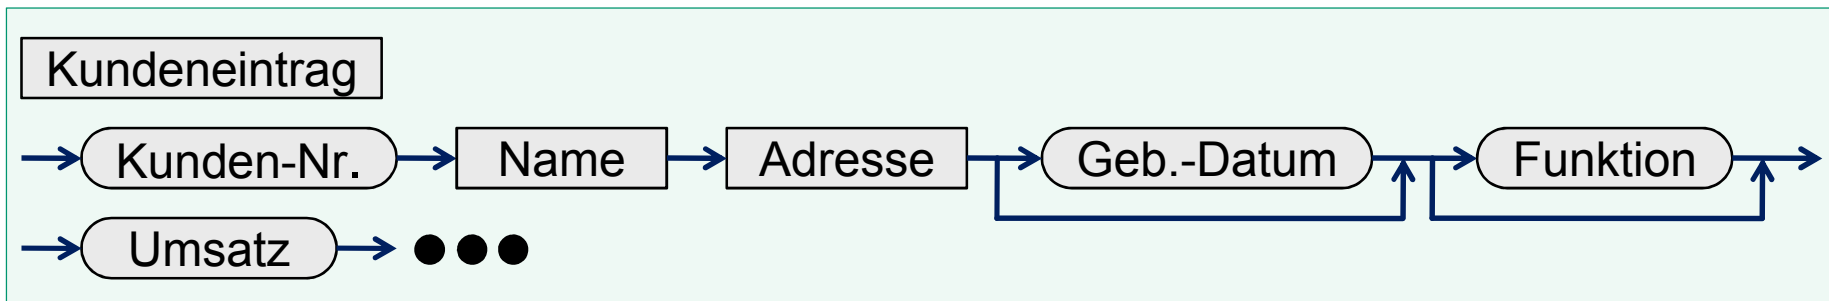 Kundeneintrag
Kunden-Nr. Name Adresse Geb.-Datum Funktion
Umsatz